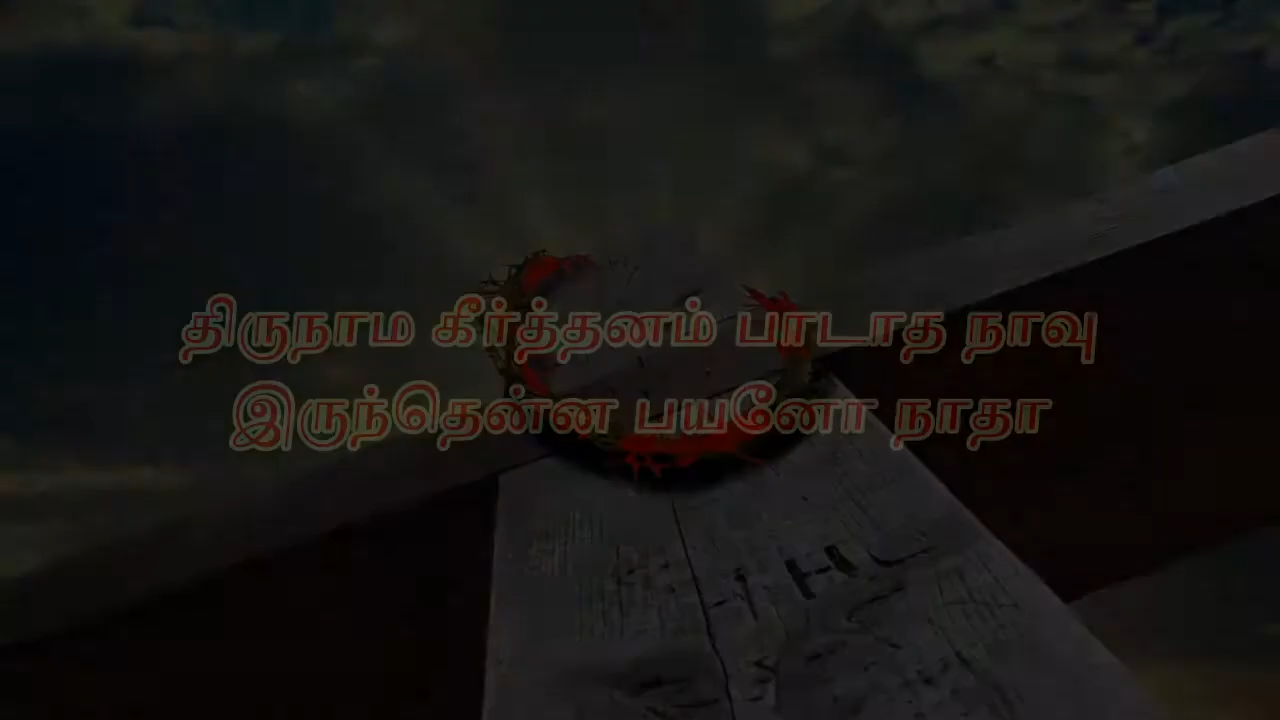 திருநாம கீர்த்தனம் பாடாத நாவு
இருந்தென்ன பயனோ நாதா